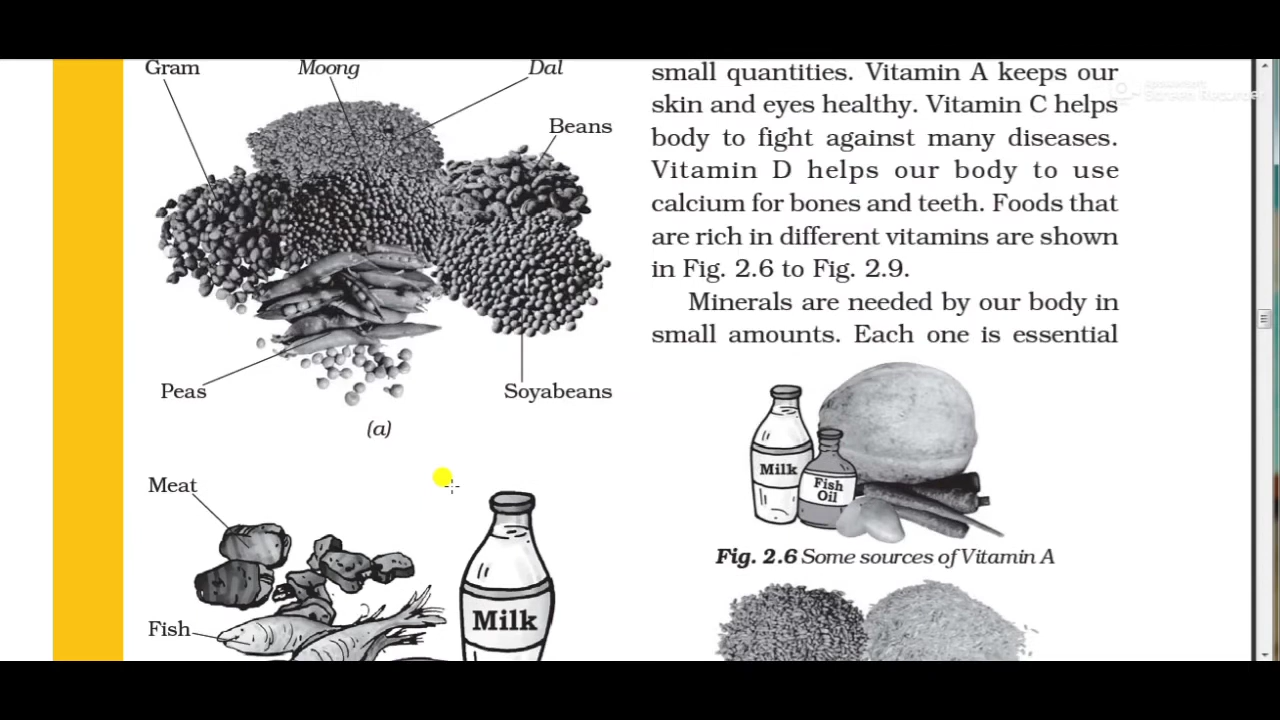 Gram
Moong
Dal
Beans
Peas
Soyabeans
(a)
Meat
Milk
Fish
small quantities. Vitamin A keeps our
skin and eyes healthy. Vitamin C helps
body to fight against many diseases.
Vitamin D helps our body to use
calcium for bones and teeth. Foods that
are rich in different vitamins are shown
in Fig. 2.6 to Fig. 2.9.
Minerals are needed by our body in
small amounts. Each one is essential
Milk
Fish
Oil
Fig. 2.6 Some sources of Vitamin A
Screen Recorder